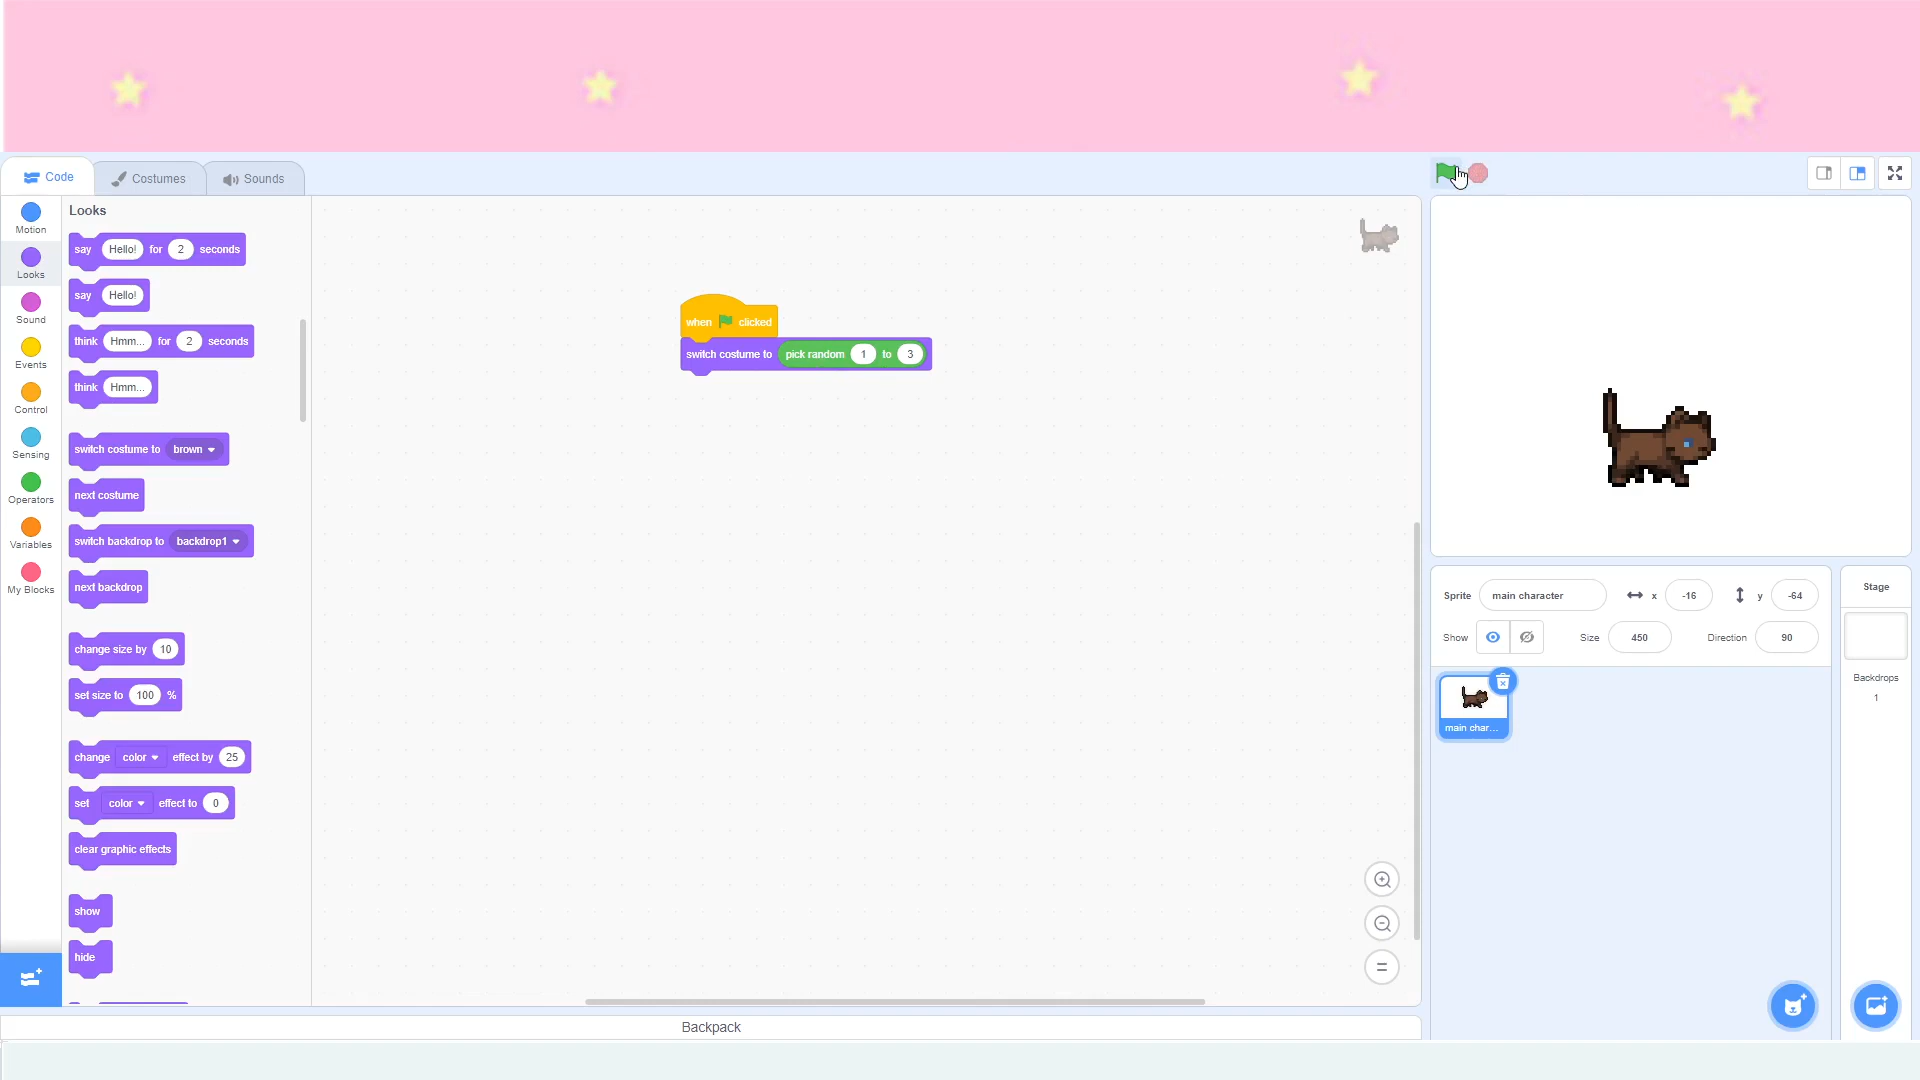 Code
Costumes
Sounds
Motion
Looks
Sound
Events
Control
Sensing
Operators
Variables
My Blocks
Looks
say Hello! for 2 seconds
say Hello!
think Hmm... for 2 seconds
think Hmm...
switch costume to brown
next costume
switch backdrop to backdrop1
next backdrop
change size by 10
set size to 100 %
change color effect by 25
set color effect to 0
clear graphic effects
show
hide
when clicked
switch costume to pick random 1 to 3
Backpack
Sprite main character x -16 y -64
Show Size 450 Direction 90
main char...
Stage
Backdrops
1